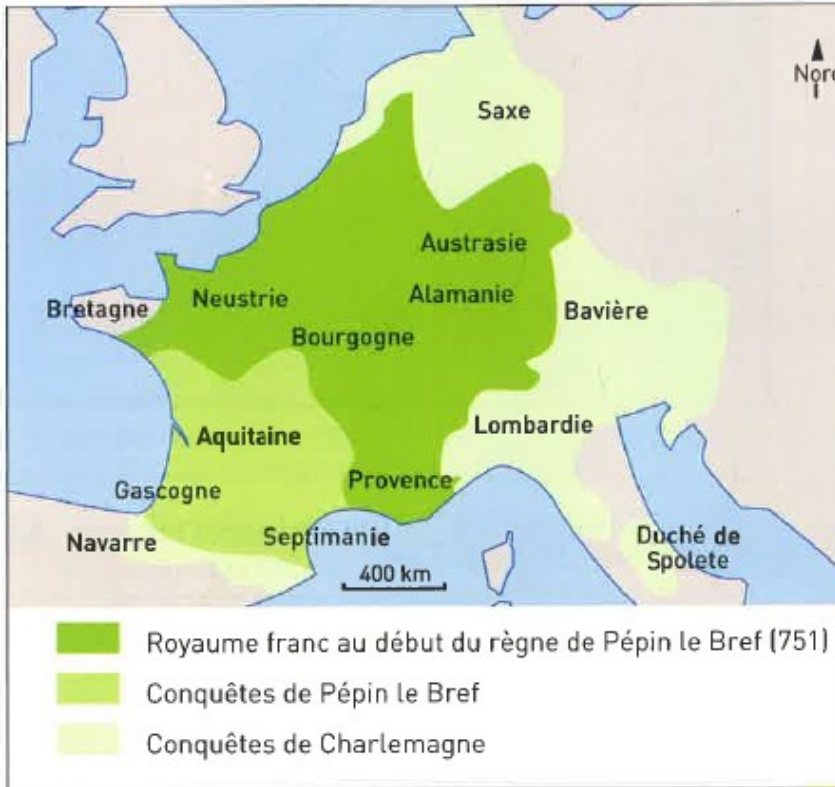 Nord
Saxe
Austrasie
Neustrie
Alamanie
Bretagne
Bavière
Bourgogne
Lombardie
Aquitaine
Provence
Gascogne
Navarre
Septimanie
Duché de
Spolete
400 km
Royaume franc au début du règne de Pépin le Bref (751)
Conquêtes de Pépin le Bref
Conquêtes de Charlemagne